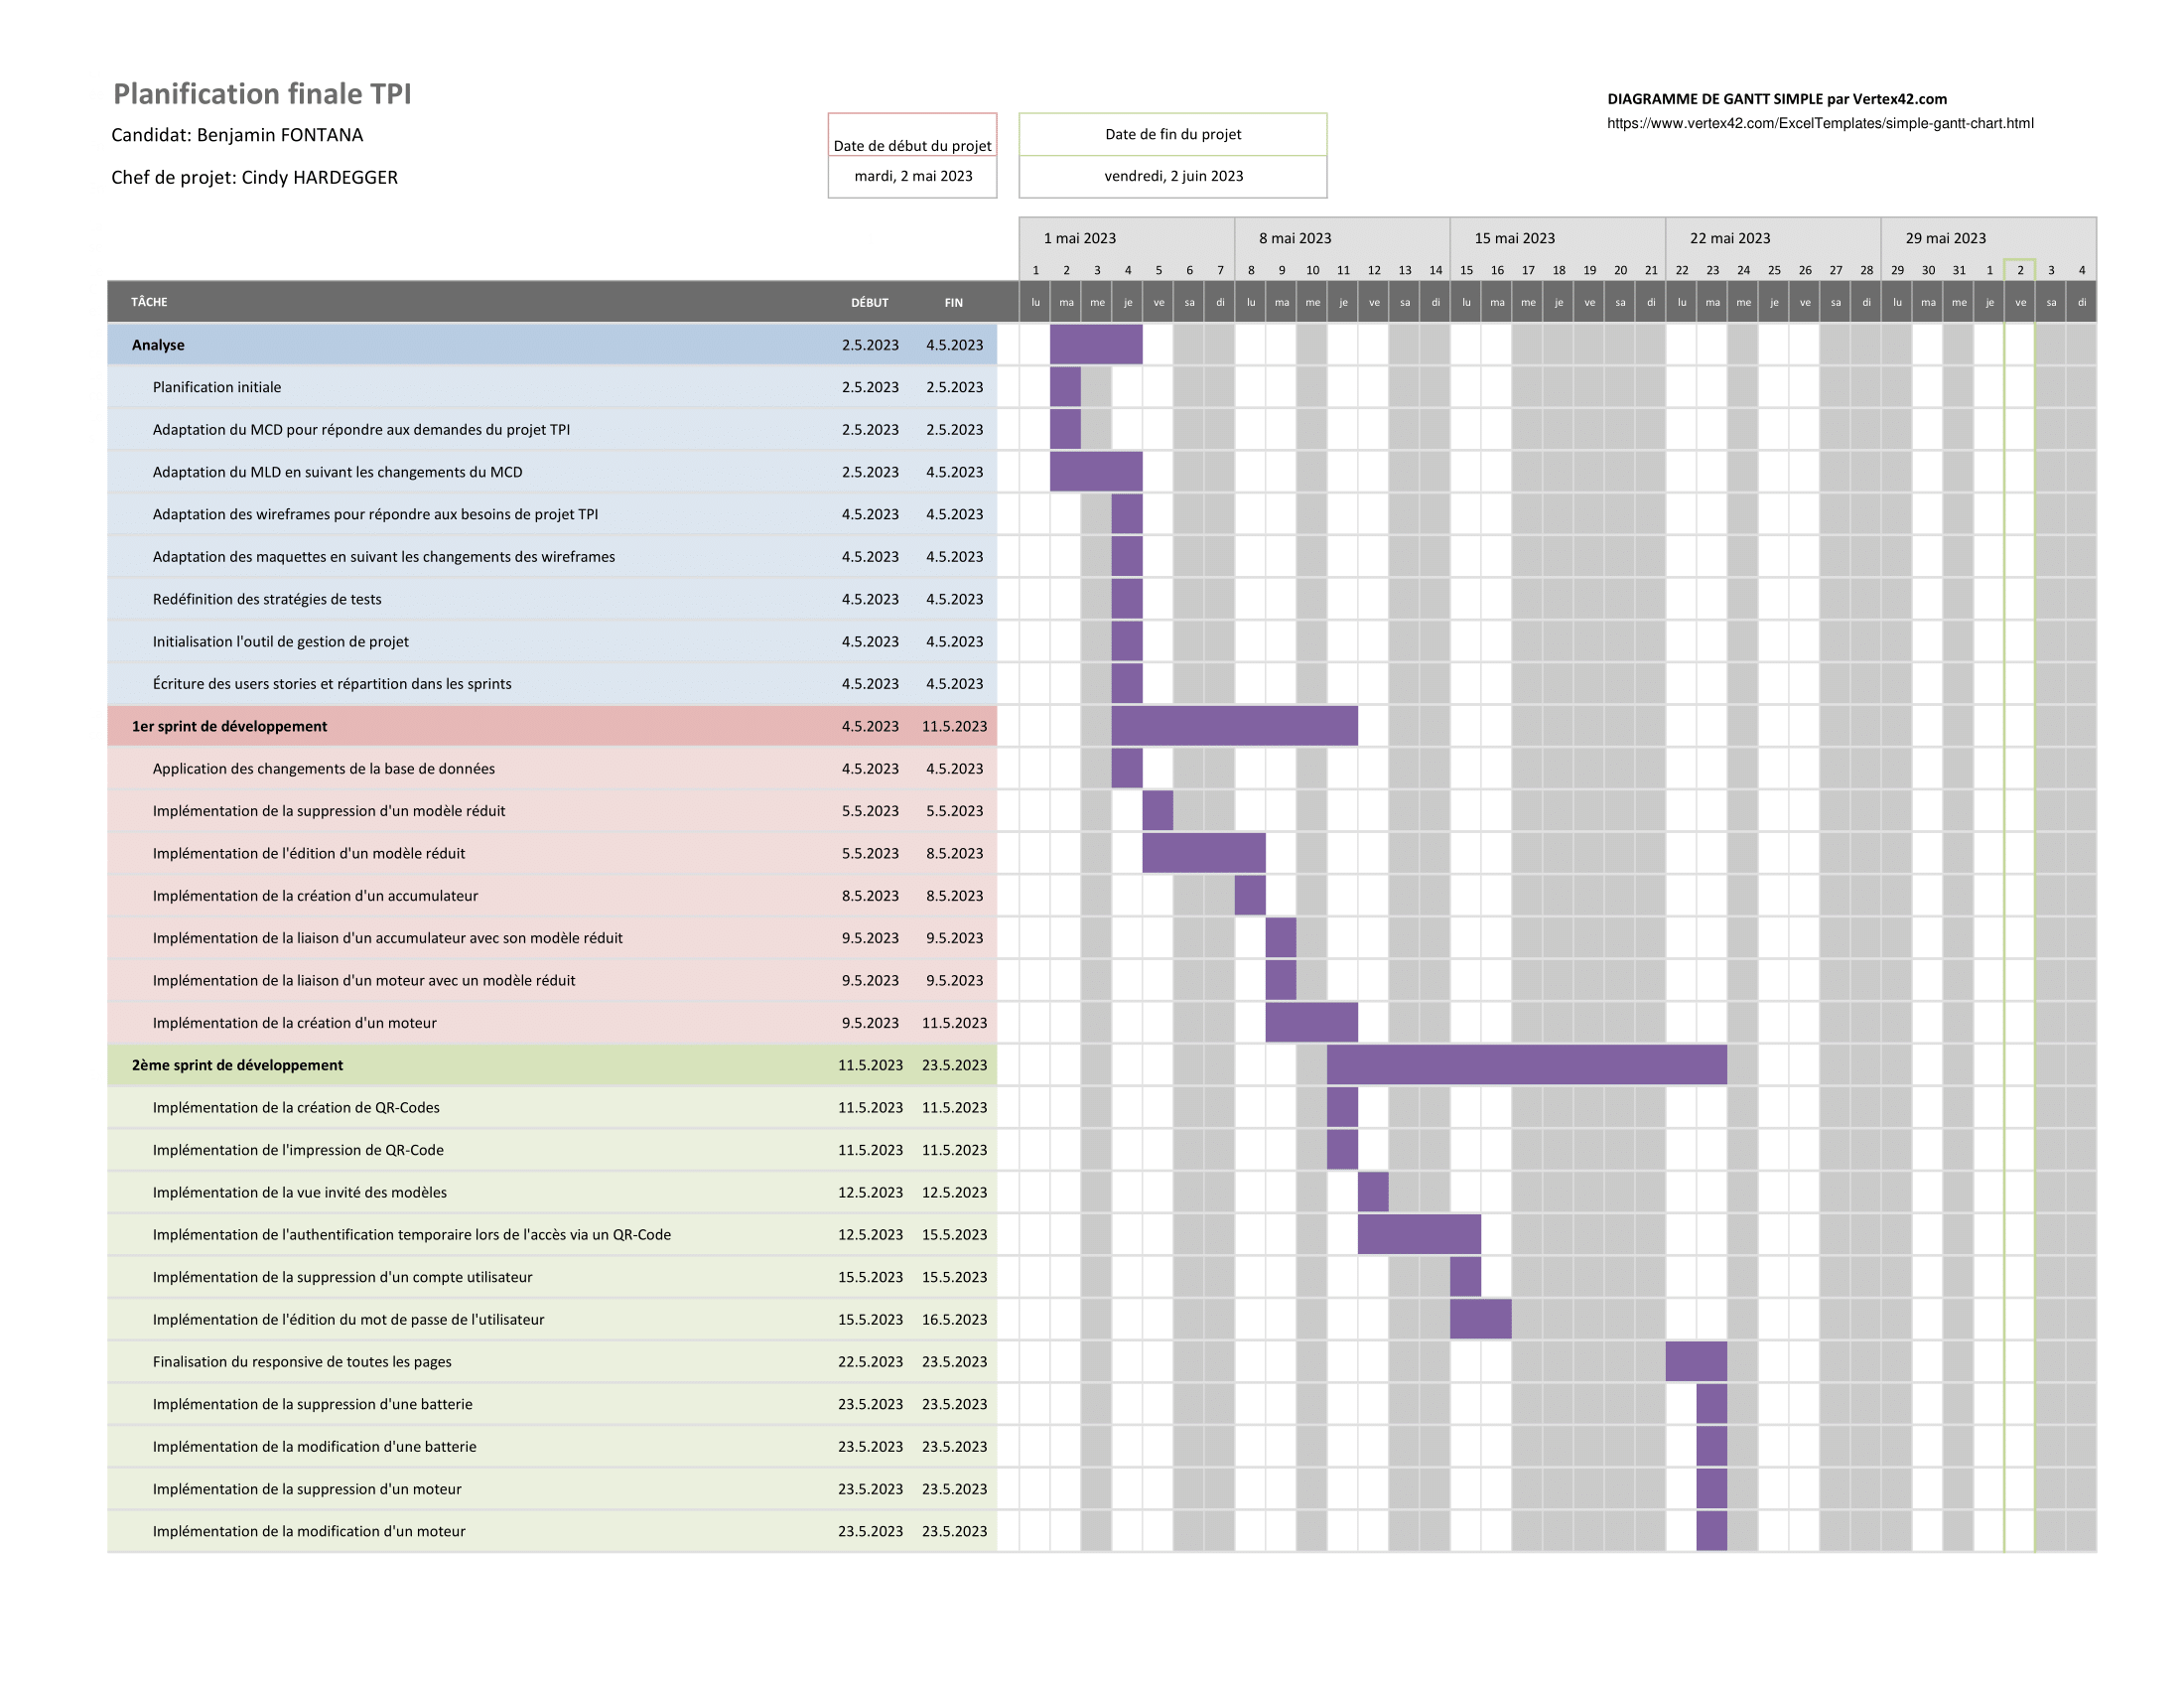 Planification finale TPI
DIAGRAMME DE GANTT SIMPLE par Vertex42.com
https://www.vertex42.com/ExcelTemplates/simple-gantt-chart.html
Candidat: Benjamin FONTANA
Date de début du projet
Date de fin du projet
Chef de projet: Cindy HARDEGGER
mardi, 2 mai 2023
vendredi, 2 juin 2023
1 mai 2023 8 mai 2023 15 mai 2023 22 mai 2023 29 mai 2023
1 2 3 4 5 6 7 8 9 10 11 12 13 14 15 16 17 18 19 20 21 22 23 24 25 26 27 28 29 30 31 1 2 3 4
TÂCHE DÉBUT FIN lu ma me je ve sa di lu ma me je ve sa di lu ma me je ve sa di lu ma me je ve sa di lu ma me je ve sa di
Analyse 2.5.2023 4.5.2023
Planification initiale 2.5.2023 2.5.2023
Adaptation du MCD pour répondre aux demandes du projet TPI 2.5.2023 2.5.2023
Adaptation du MLD en suivant les changements du MCD 2.5.2023 4.5.2023
Adaptation des wireframes pour répondre aux besoins de projet TPI 4.5.2023 4.5.2023
Adaptation des maquettes en suivant les changements des wireframes 4.5.2023 4.5.2023
Redéfinition des stratégies de tests 4.5.2023 4.5.2023
Initialisation l'outil de gestion de projet 4.5.2023 4.5.2023
Écriture des users stories et répartition dans les sprints 4.5.2023 4.5.2023
1er sprint de développement 4.5.2023 11.5.2023
Application des changements de la base de données 4.5.2023 4.5.2023
Implémentation de la suppression d'un modèle réduit 5.5.2023 5.5.2023
Implémentation de l'édition d'un modèle réduit 5.5.2023 8.5.2023
Implémentation de la création d'un accumulateur 8.5.2023 8.5.2023
Implémentation de la liaison d'un accumulateur avec son modèle réduit 9.5.2023 9.5.2023
Implémentation de la liaison d'un moteur avec un modèle réduit 9.5.2023 9.5.2023
Implémentation de la création d'un moteur 9.5.2023 11.5.2023
2ème sprint de développement 11.5.2023 23.5.2023
Implémentation de la création de QR-Codes 11.5.2023 11.5.2023
Implémentation de l'impression de QR-Code 11.5.2023 11.5.2023
Implémentation de la vue invité des modèles 12.5.2023 12.5.2023
Implémentation de l'authentification temporaire lors de l'accès via un QR-Code 12.5.2023 15.5.2023
Implémentation de la suppression d'un compte utilisateur 15.5.2023 15.5.2023
Implémentation de l'édition du mot de passe de l'utilisateur 15.5.2023 16.5.2023
Finalisation du responsive de toutes les pages 22.5.2023 23.5.2023
Implémentation de la suppression d'une batterie 23.5.2023 23.5.2023
Implémentation de la modification d'une batterie 23.5.2023 23.5.2023
Implémentation de la suppression d'un moteur 23.5.2023 23.5.2023
Implémentation de la modification d'un moteur 23.5.2023 23.5.2023